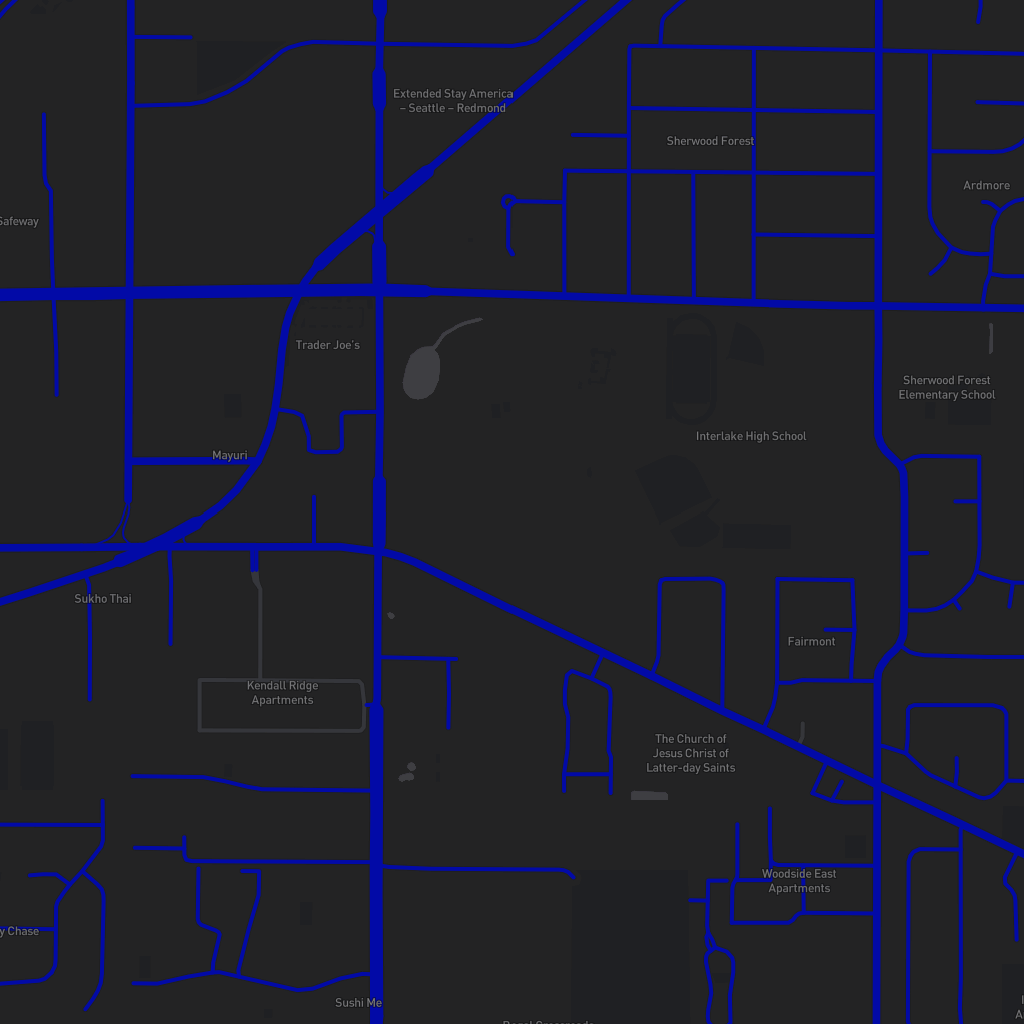 Extended Stay America
– Seattle – Redmond
Sherwood Forest
Ardmore
Safeway
Trader Joe's
Sherwood Forest
Elementary School
Interlake High School
Mayuri
Sukho Thai
Fairmont
Kendall Ridge
Apartments
The Church of
Jesus Christ of
Latter-day Saints
Woodside East
Apartments
y Chase
Sushi Me